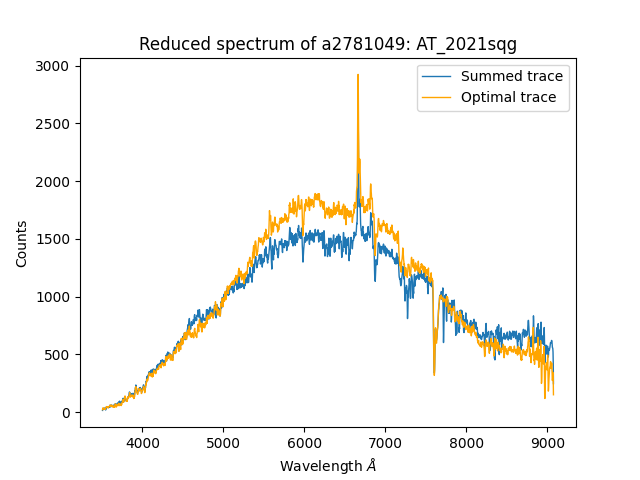 Reduced spectrum of a2781049: AT_2021sqg
Summed trace
Optimal trace
3000
2500
2000
1500
1000
500
0
Counts
4000 5000 6000 7000 8000 9000
Wavelength Å